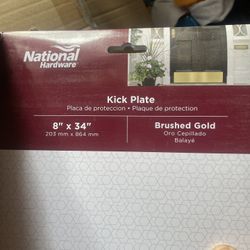 National
Hardware
Kick Plate
Placa de protección • Plaque de protection
8" x 34"
203 mm x 864 mm
Brushed Gold
Oro Cepillado
Balayé